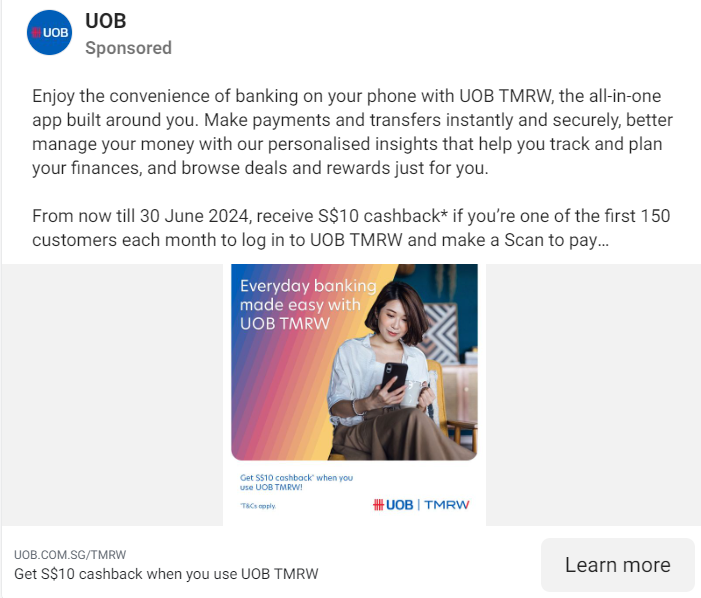 UOB
UOB
Sponsored
Enjoy the convenience of banking on your phone with UOB TMRW, the all-in-one
app built around you. Make payments and transfers instantly and securely, better
manage your money with our personalised insights that help you track and plan
your finances, and browse deals and rewards just for you.
From now till 30 June 2024, receive S$10 cashback* if you’re one of the first 150
customers each month to log in to UOB TMRW and make a Scan to pay…
Everyday banking
made easy with
UOB TMRW
Get S$10 cashback* when you
use UOB TMRW!
*T&Cs apply.
UOB | TMRW
UOB.COM.SG/TMRW
Get S$10 cashback when you use UOB TMRW
Learn more